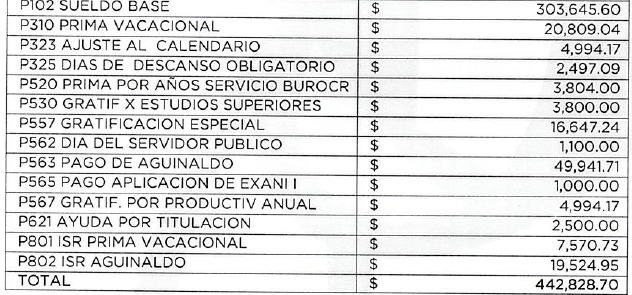 P102 SUELDO BASE $ 303,645.60
P310 PRIMA VACACIONAL $ 20,809.04
P323 AJUSTE AL CALENDARIO $ 4,994.17
P325 DIAS DE DESCANSO OBLIGATORIO $ 2,497.09
P520 PRIMA POR AÑOS SERVICIO BUROCR $ 3,804.00
P530 GRATIF X ESTUDIOS SUPERIORES $ 3,800.00
P557 GRATIFICACION ESPECIAL $ 16,647.24
P562 DIA DEL SERVIDOR PUBLICO $ 1,100.00
P563 PAGO DE AGUINALDO $ 49,941.71
P565 PAGO APLICACION DE EXANI I $ 1,000.00
P567 GRATIF. POR PRODUCTIV ANUAL $ 4,994.17
P621 AYUDA POR TITULACION $ 2,500.00
P801 ISR PRIMA VACACIONAL $ 7,570.73
P802 ISR AGUINALDO $ 19,524.95
TOTAL $ 442,828.70